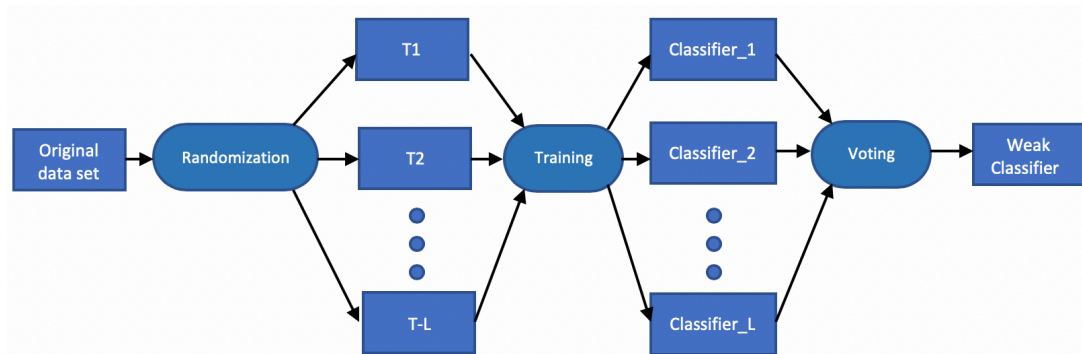 T1
Classifier_1
Original
data set
Randomization
T2
Training
Classifier_2
Voting
Weak
Classifier
T-L
Classifier_L